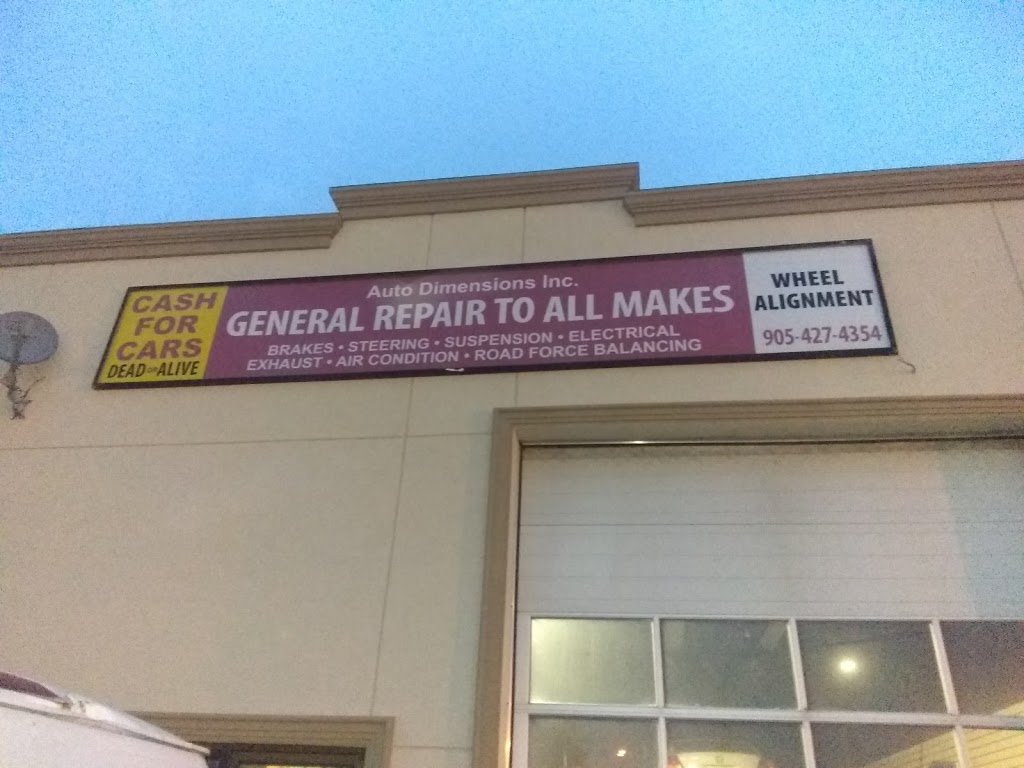 CASH
FOR
CARS
DEAD OR ALIVE
Auto Dimensions Inc.
GENERAL REPAIR TO ALL MAKES
BRAKES • STEERING • SUSPENSION • ELECTRICAL
EXHAUST • AIR CONDITION • ROAD FORCE BALANCING
WHEEL
ALIGNMENT
905-427-4354